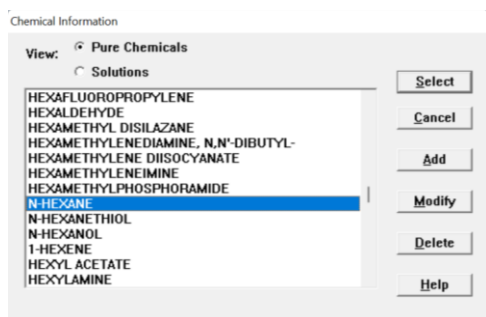 Chemical Information
View:
Pure Chemicals
Solutions
HEXAFLUOROPROPYLENE
HEXALDEHYDE
HEXAMETHYL DISILAZANE
HEXAMETHYLENEDIAMINE, N,N'-DIBUTYL-
HEXAMETHYLENE DIISOCYANATE
HEXAMETHYLENEIMINE
HEXAMETHYLPHOSPHORAMIDE
N-HEXANE
N-HEXANETHIOL
N-HEXANOL
1-HEXENE
HEXYL ACETATE
HEXYLAMINE
Select
Cancel
Add
Modify
Delete
Help